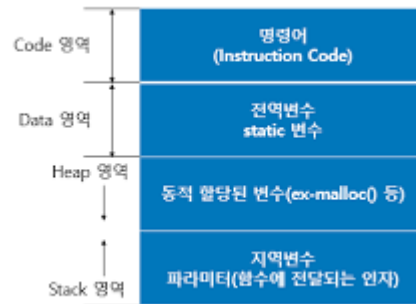 Code 영역
명령어
(Instruction Code)
Data 영역
전역변수
static 변수
Heap 영역
동적 할당된 변수(ex-malloc() 등)
Stack 영역
지역변수
파라미터(함수에 전달되는 인자)